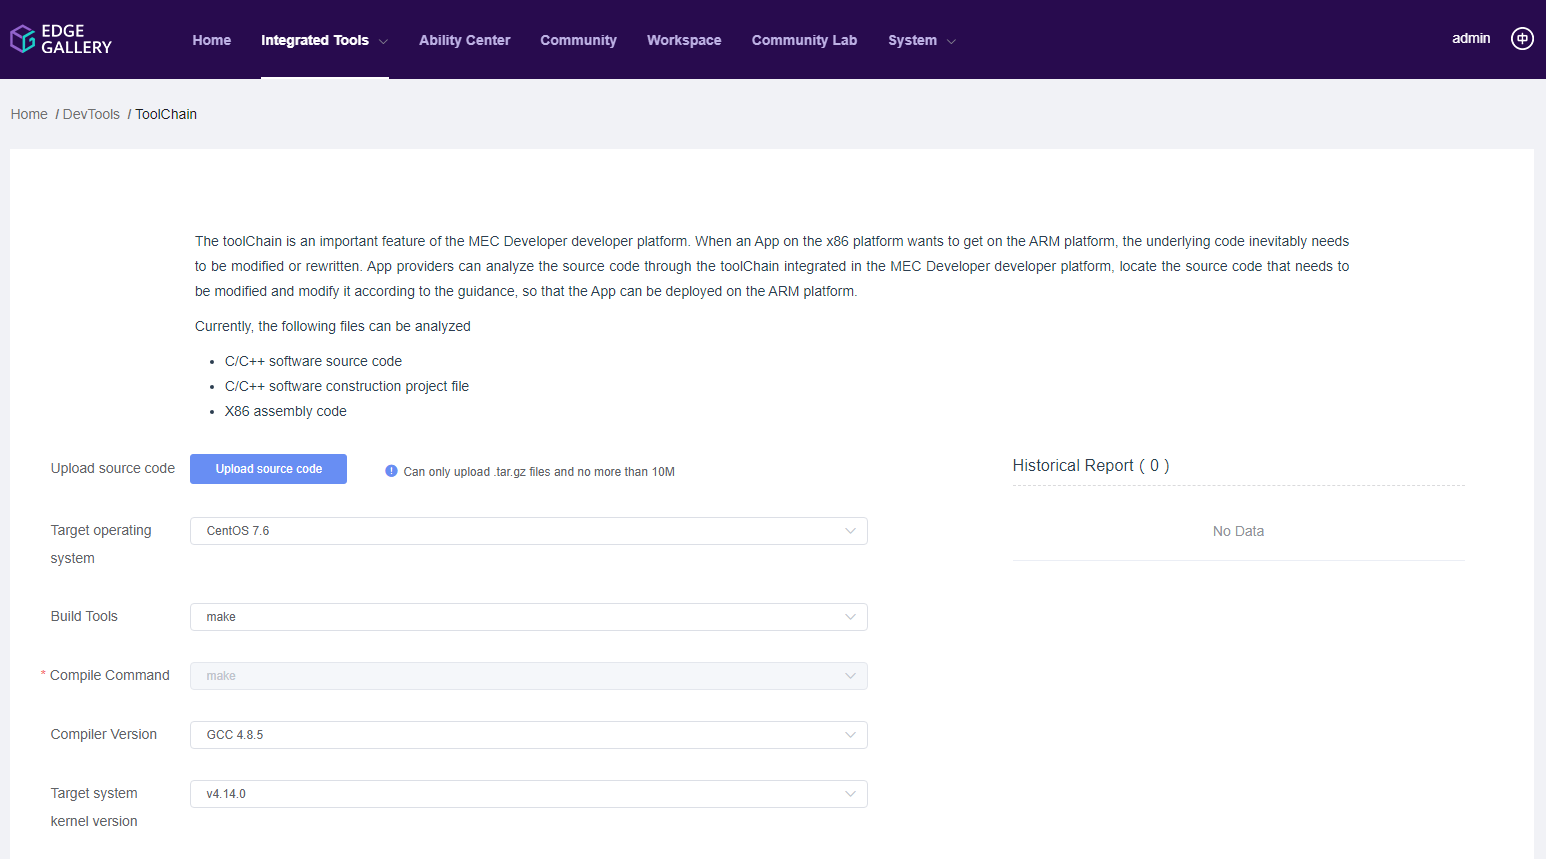 EDGE GALLERY
Home Integrated Tools Ability Center Community Workspace Community Lab System admin 中
Home / DevTools / ToolChain
The toolChain is an important feature of the MEC Developer developer platform. When an App on the x86 platform wants to get on the ARM platform, the underlying code inevitably needs
to be modified or rewritten. App providers can analyze the source code through the toolChain integrated in the MEC Developer developer platform, locate the source code that needs to
be modified and modify it according to the guidance, so that the App can be deployed on the ARM platform.
Currently, the following files can be analyzed
• C/C++ software source code
• C/C++ software construction project file
• X86 assembly code
Upload source code Upload source code Can only upload .tar.gz files and no more than 10M
Target operating system CentOS 7.6
Build Tools make
* Compile Command make
Compiler Version GCC 4.8.5
Target system kernel version v4.14.0
Historical Report ( 0 )
No Data